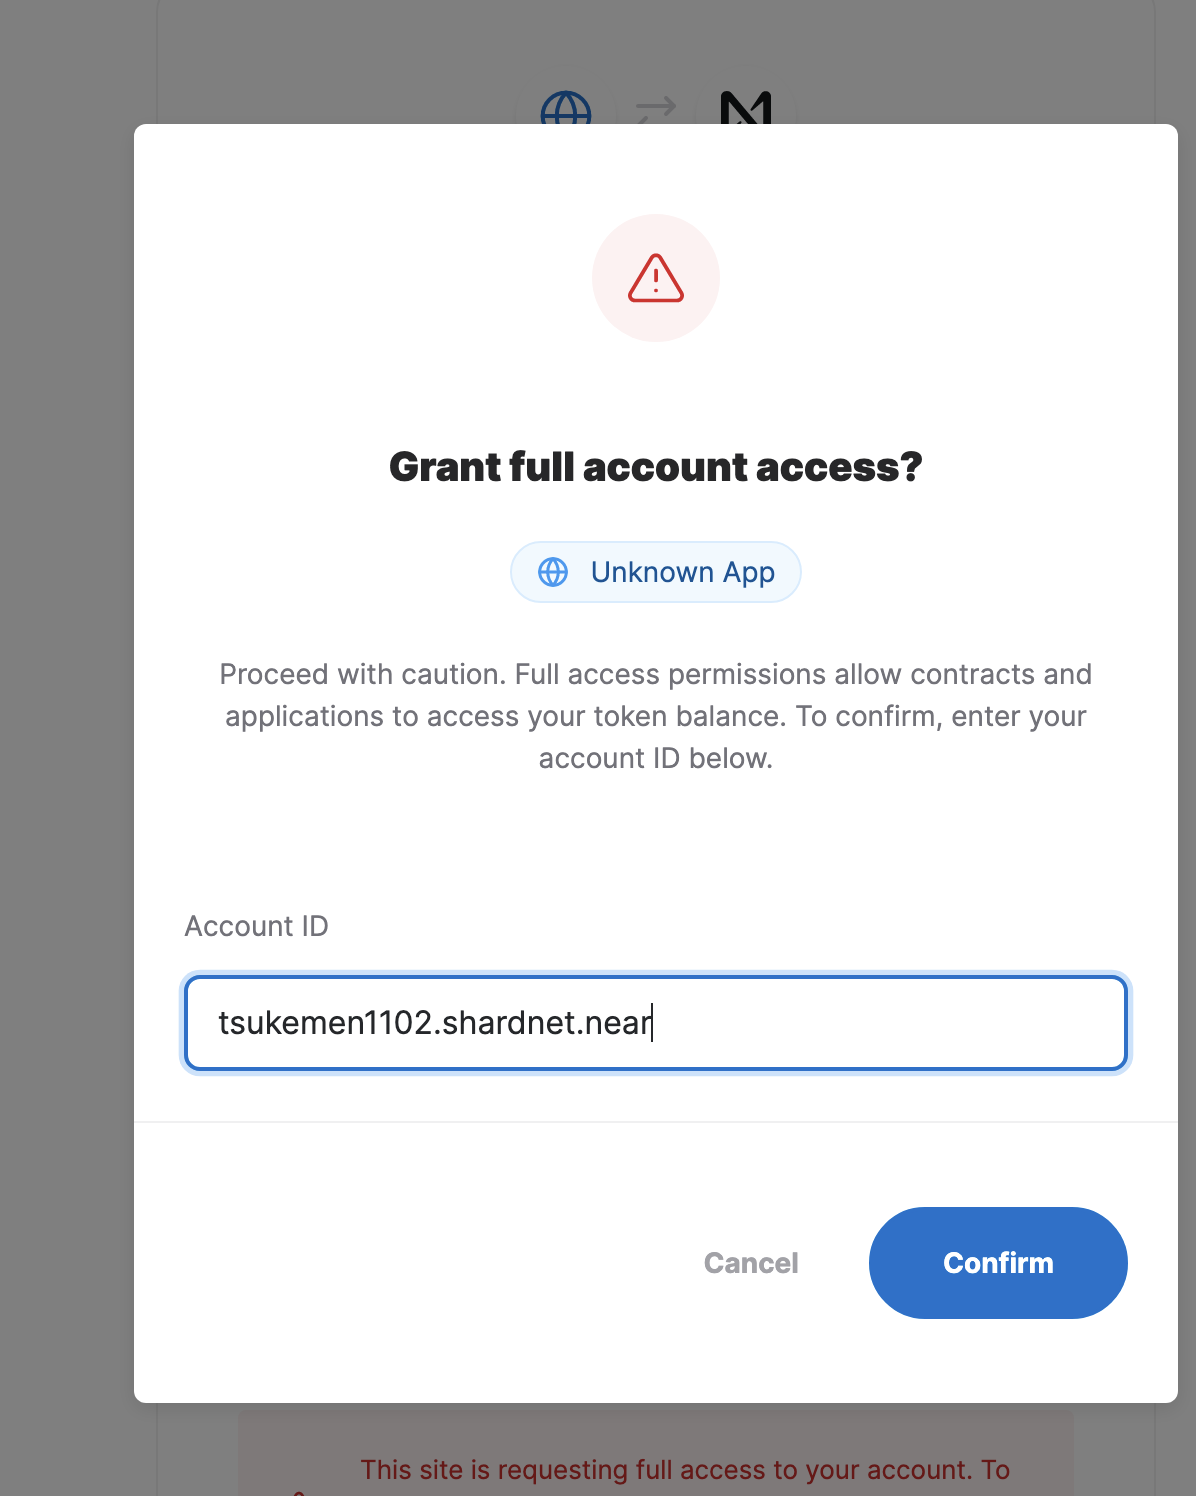 Grant full account access?
Unknown App
Proceed with caution. Full access permissions allow contracts and
applications to access your token balance. To confirm, enter your
account ID below.
Account ID
tsukemen1102.shardnet.near
Cancel
Confirm
This site is requesting full access to your account. To